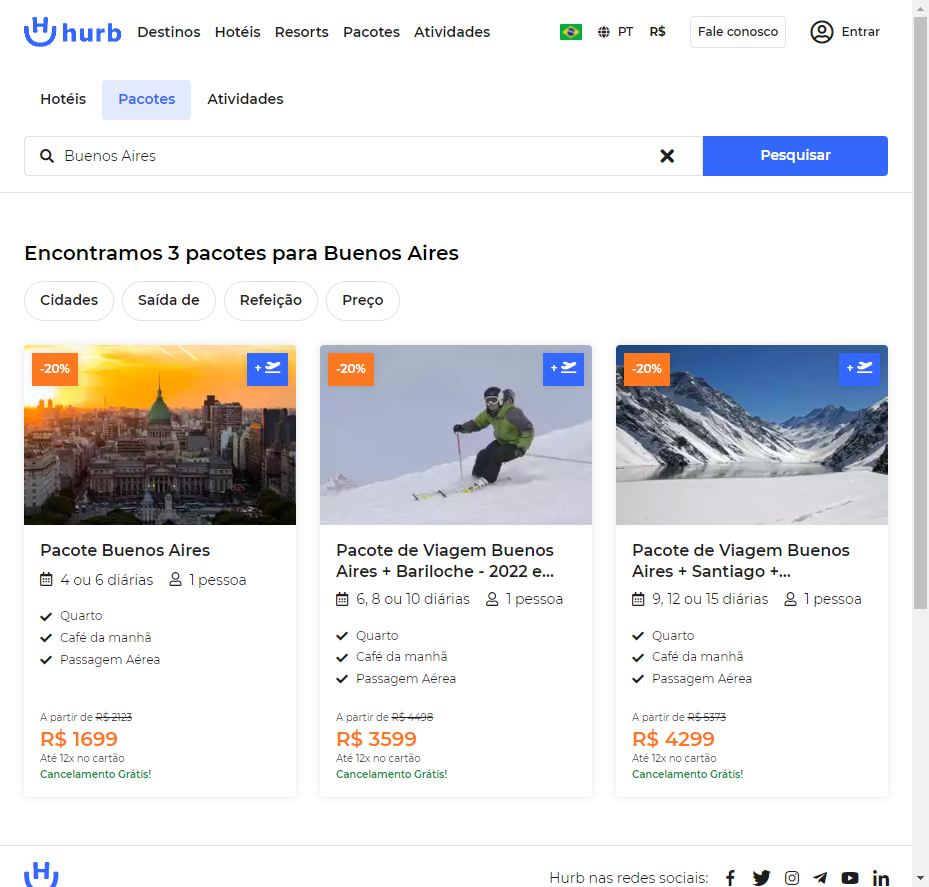 hurb Destinos Hotéis Resorts Pacotes Atividades PT R$ Fale conosco Entrar
Hotéis Pacotes Atividades
Buenos Aires Pesquisar
Encontramos 3 pacotes para Buenos Aires
Cidades Saída de Refeição Preço
-20% +
Pacote Buenos Aires
4 ou 6 diárias 1 pessoa
Quarto
Café da manhã
Passagem Aérea
A partir de R$ 2123
R$ 1699
Até 12x no cartão
Cancelamento Grátis!
-20% +
Pacote de Viagem Buenos
Aires + Bariloche - 2022 e...
6, 8 ou 10 diárias 1 pessoa
Quarto
Café da manhã
Passagem Aérea
A partir de R$ 4498
R$ 3599
Até 12x no cartão
Cancelamento Grátis!
-20% +
Pacote de Viagem Buenos
Aires + Santiago +...
9, 12 ou 15 diárias 1 pessoa
Quarto
Café da manhã
Passagem Aérea
A partir de R$ 5373
R$ 4299
Até 12x no cartão
Cancelamento Grátis!
Hurb nas redes sociais: